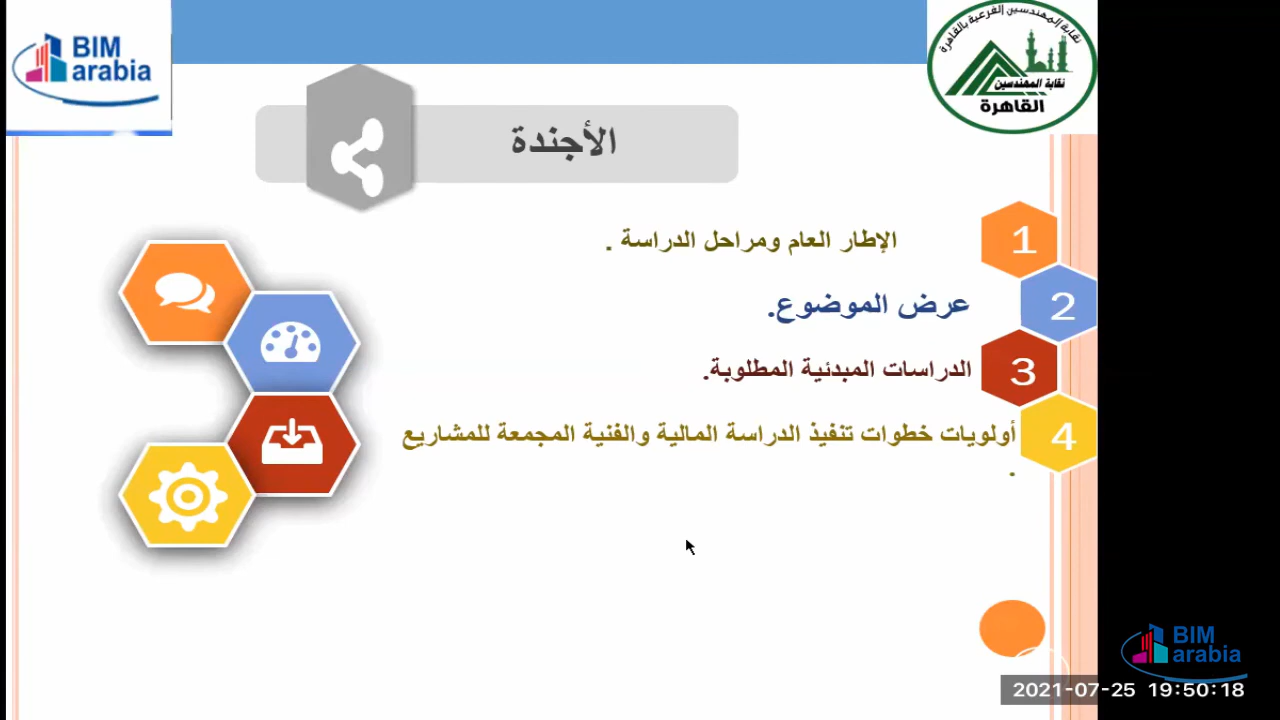 BIM
arabia
نقابة المهندسين الفرعية بالقاهرة
نقابة المهندسين
القاهرة
الأجندة
1
الإطار العام ومراحل الدراسة .
2
عرض الموضوع.
3
الدراسات المبدئية المطلوبة.
4
أولويات خطوات تنفيذ الدراسة المالية والفنية المجمعة للمشاريع
.
BIM
arabia
2021-07-25 19:50:18